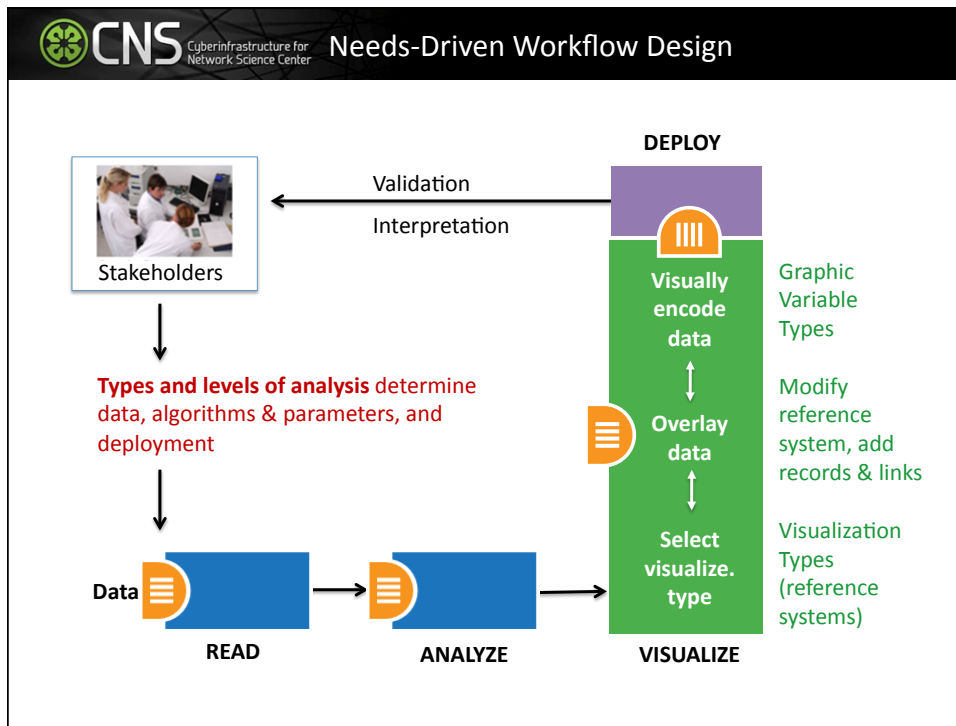 CNS Cyberinfrastructure for
Network Science Center
Needs-Driven Workflow Design
DEPLOY
Validation
Interpretation
Stakeholders
Types and levels of analysis determine
data, algorithms & parameters, and
deployment
Data
READ
ANALYZE
VISUALIZE
Visually
encode
data
Overlay
data
Select
visualize.
type
Graphic
Variable
Types
Modify
reference
system, add
records & links
Visualization
Types
(reference
systems)